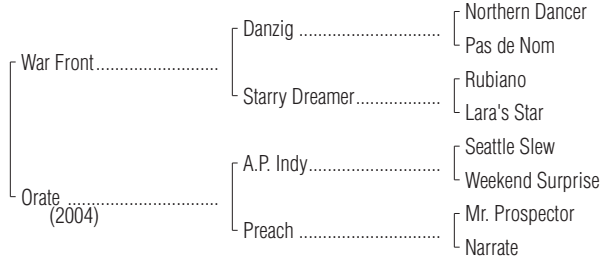 Northern Dancer
Danzig ............................
Pas de Nom
War Front..........................
Rubiano
Starry Dreamer.................
Lara's Star
Seattle Slew
A.P. Indy..........................
Weekend Surprise
Orate ..........................
(2004)
Mr. Prospector
Preach ............................
Narrate